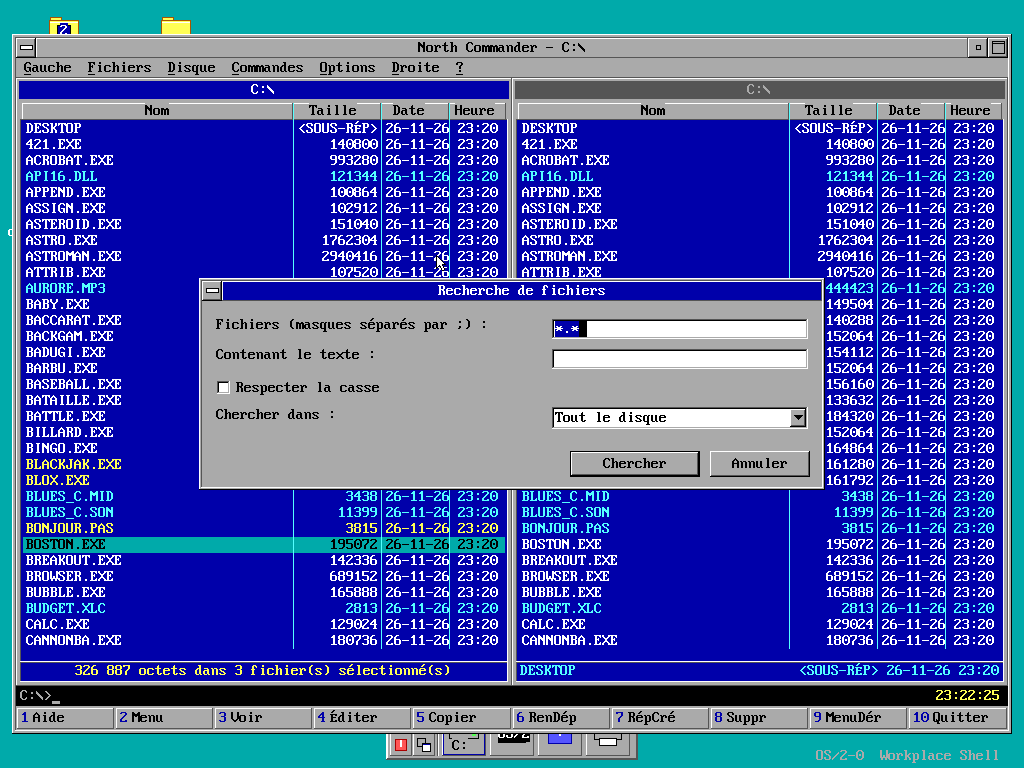 North Commander – C:\
Gauche Fichiers Disque Commandes Options Droite ?
C:\ C:\
Nom Taille Date Heure Nom Taille Date Heure
DESKTOP <SOUS-RÉP> 26-11-26 23:20 DESKTOP <SOUS-RÉP> 26-11-26 23:20
421.EXE 140800 26-11-26 23:20 421.EXE 140800 26-11-26 23:20
ACROBAT.EXE 993280 26-11-26 23:20 ACROBAT.EXE 993280 26-11-26 23:20
API16.DLL 121344 26-11-26 23:20 API16.DLL 121344 26-11-26 23:20
APPEND.EXE 100864 26-11-26 23:20 APPEND.EXE 100864 26-11-26 23:20
ASSIGN.EXE 102912 26-11-26 23:20 ASSIGN.EXE 102912 26-11-26 23:20
ASTEROID.EXE 151040 26-11-26 23:20 ASTEROID.EXE 151040 26-11-26 23:20
ASTRO.EXE 1762304 26-11-26 23:20 ASTRO.EXE 1762304 26-11-26 23:20
ASTROMAN.EXE 2940416 26-11-26 23:20 ASTROMAN.EXE 2940416 26-11-26 23:20
ATTRIB.EXE 107520 26-11-26 23:20 ATTRIB.EXE 107520 26-11-26 23:20
AURORE.MP3 444423 26-11-26 23:20
BABY.EXE 149504 26-11-26 23:20
BACCARAT.EXE 140288 26-11-26 23:20
BACKGAM.EXE 152064 26-11-26 23:20
BADUGI.EXE 154112 26-11-26 23:20
BARBU.EXE 152064 26-11-26 23:20
BASEBALL.EXE 156160 26-11-26 23:20
BATAILLE.EXE 133632 26-11-26 23:20
BATTLE.EXE 184320 26-11-26 23:20
BILLARD.EXE 152064 26-11-26 23:20
BINGO.EXE 164864 26-11-26 23:20
BLACKJAK.EXE 161280 26-11-26 23:20
BLOX.EXE 161792 26-11-26 23:20
Recherche de fichiers
Fichiers (masques séparés par ;) : *.*
Contenant le texte :
Respecter la casse
Chercher dans : Tout le disque
Chercher Annuler
BLUES_C.MID 3438 26-11-26 23:20 BLUES_C.MID 3438 26-11-26 23:20
BLUES_C.SON 11399 26-11-26 23:20 BLUES_C.SON 11399 26-11-26 23:20
BONJOUR.PAS 3815 26-11-26 23:20 BONJOUR.PAS 3815 26-11-26 23:20
BOSTON.EXE 195072 26-11-26 23:20 BOSTON.EXE 195072 26-11-26 23:20
BREAKOUT.EXE 142336 26-11-26 23:20 BREAKOUT.EXE 142336 26-11-26 23:20
BROWSER.EXE 689152 26-11-26 23:20 BROWSER.EXE 689152 26-11-26 23:20
BUBBLE.EXE 165888 26-11-26 23:20 BUBBLE.EXE 165888 26-11-26 23:20
BUDGET.XLC 2813 26-11-26 23:20 BUDGET.XLC 2813 26-11-26 23:20
CALC.EXE 129024 26-11-26 23:20 CALC.EXE 129024 26-11-26 23:20
CANNONBA.EXE 180736 26-11-26 23:20 CANNONBA.EXE 180736 26-11-26 23:20
326 887 octets dans 3 fichier(s) sélectionné(s) DESKTOP <SOUS-RÉP> 26-11-26 23:20
C:\>_ 23:22:25
1 Aide 2 Menu 3 Voir 4 Éditer 5 Copier 6 RenDép 7 RépCré 8 Suppr 9 MenuDér 10 Quitter
C: OS/2
OS/2-0 Workplace Shell